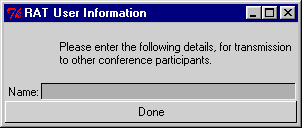 RAT User Information
Please enter the following details, for transmission
to other conference participants.
Name:
Done